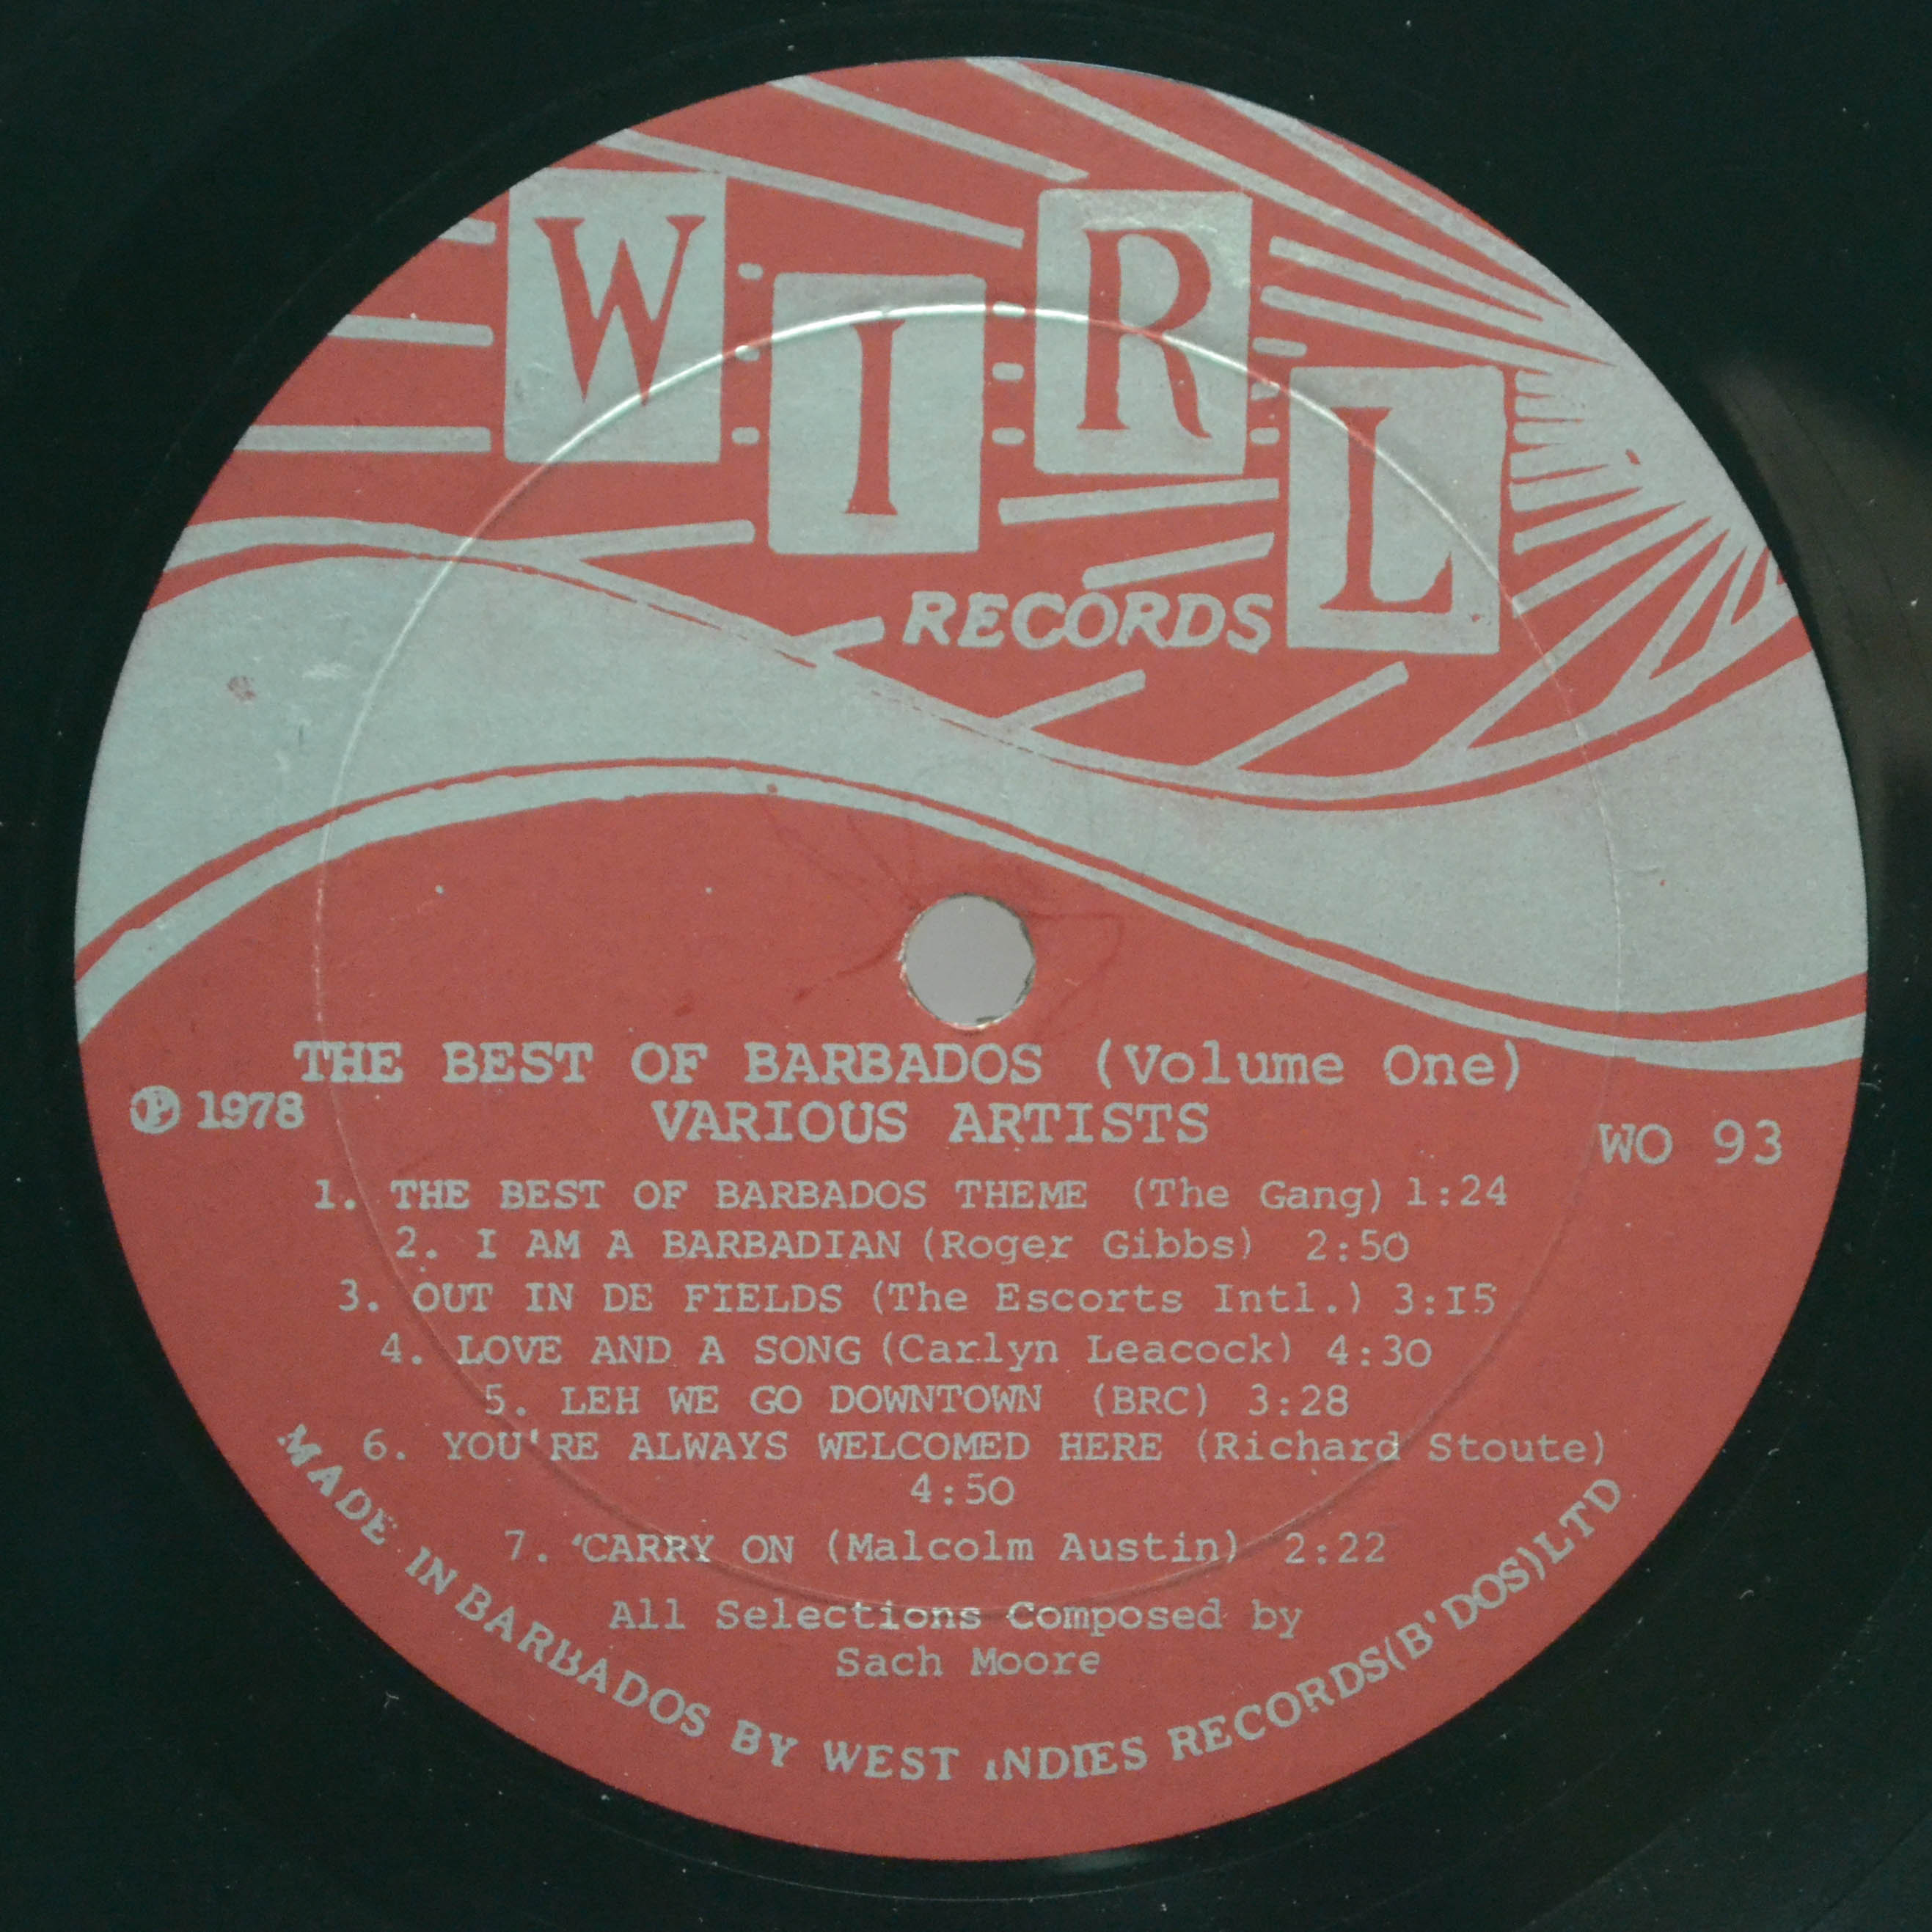 WIRL
RECORDS
THE BEST OF BARBADOS (Volume One)
Ⓟ 1978
VARIOUS ARTISTS
WO 93
1. THE BEST OF BARBADOS THEME (The Gang) 1:24
2. I AM A BARBADIAN (Roger Gibbs) 2:50
3. OUT IN DE FIELDS (The Escorts Intl.) 3:15
4. LOVE AND A SONG (Carlyn Leacock) 4:30
5. LEH WE GO DOWNTOWN (BRC) 3:28
6. YOU'RE ALWAYS WELCOMED HERE (Richard Stoute)
4:50
7. 'CARRY ON (Malcolm Austin) 2:22
All Selections Composed by
Sach Moore
MADE IN BARBADOS BY WEST INDIES RECORDS(B'DOS)LTD